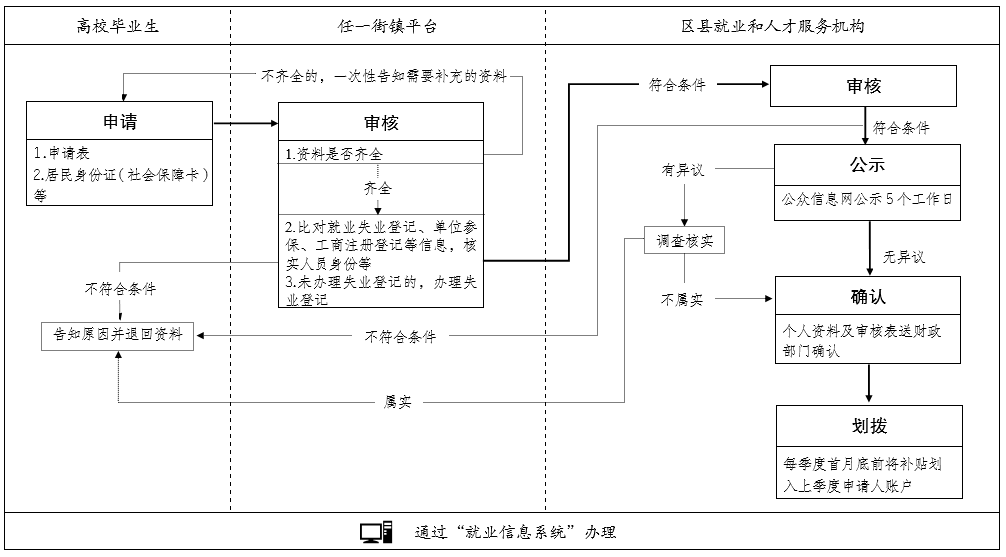 高校毕业生
任一街镇平台
区县就业和人才服务机构
不齐全的，一次性告知需要补充的资料
申请
1.申请表
2.居民身份证（社会保障卡）
等
审核
1.资料是否齐全
齐全
2.比对就业失业登记、单位参
保、工商注册登记等信息，核
实人员身份等
3.未办理失业登记的，办理失
业登记
符合条件
审核
符合条件
公示
公众信息网公示5个工作日
有异议
调查核实
无异议
不属实
确认
个人资料及审核表送财政
部门确认
不符合条件
告知原因并退回资料
不符合条件
属实
划拨
每季度首月底前将补贴划
入上季度申请人账户
通过“就业信息系统”办理